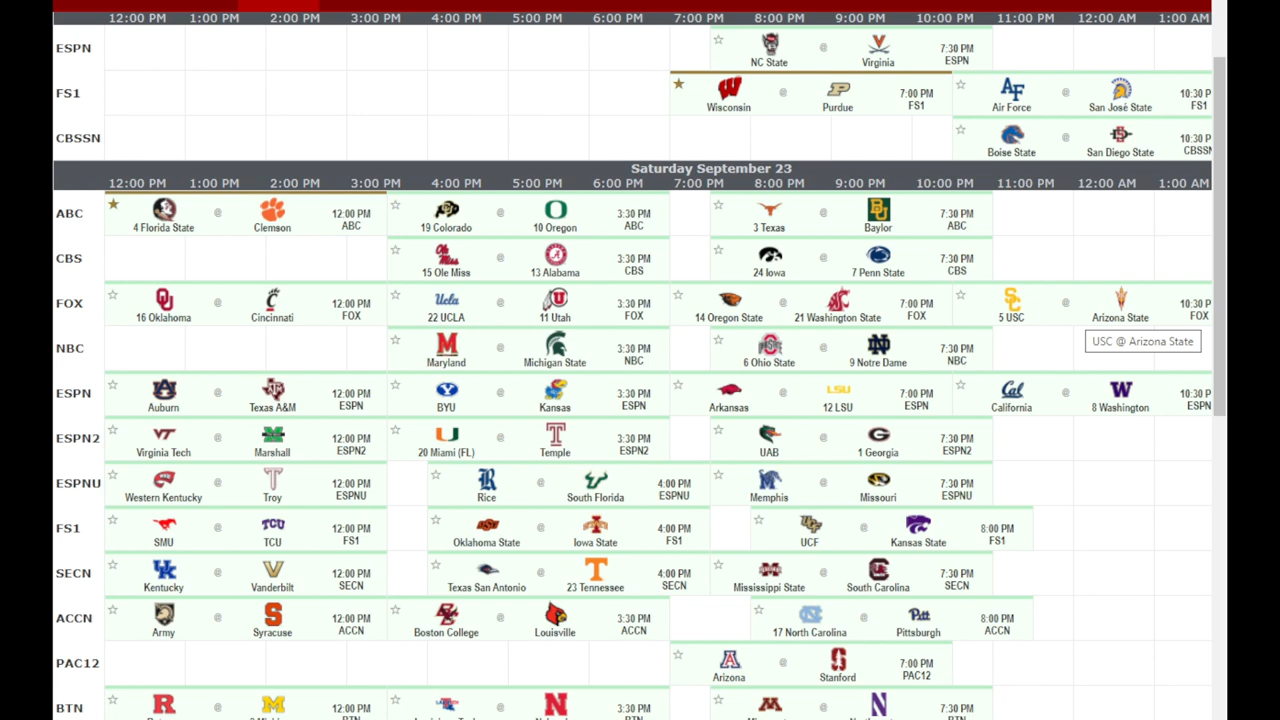 12:00 PM 1:00 PM 2:00 PM 3:00 PM 4:00 PM 5:00 PM 6:00 PM 7:00 PM 8:00 PM 9:00 PM 10:00 PM 11:00 PM 12:00 AM 1:00 AM
ESPN NC State @ Virginia 7:30 PM ESPN
FS1 Wisconsin @ Purdue 7:00 PM FS1 Air Force @ San José State 10:30 P FS1
CBSSN Boise State @ San Diego State 10:30 P CBSSN
Saturday September 23
12:00 PM 1:00 PM 2:00 PM 3:00 PM 4:00 PM 5:00 PM 6:00 PM 7:00 PM 8:00 PM 9:00 PM 10:00 PM 11:00 PM 12:00 AM 1:00 AM
ABC 4 Florida State @ Clemson 12:00 PM ABC 19 Colorado @ 10 Oregon 3:30 PM ABC 3 Texas @ Baylor 7:30 PM ABC
CBS 15 Ole Miss @ 13 Alabama 3:30 PM CBS 24 Iowa @ 7 Penn State 7:30 PM CBS
FOX 16 Oklahoma @ Cincinnati 12:00 PM FOX 22 UCLA @ 11 Utah 3:30 PM FOX 14 Oregon State @ 21 Washington State 7:00 PM FOX 5 USC @ Arizona State 10:30 P FOX
NBC Maryland @ Michigan State 3:30 PM NBC 6 Ohio State @ 9 Notre Dame 7:30 PM NBC
USC @ Arizona State
ESPN Auburn @ Texas A&M 12:00 PM ESPN BYU @ Kansas 3:30 PM ESPN Arkansas @ 12 LSU 7:00 PM ESPN California @ 8 Washington 10:30 P ESPN
ESPN2 Virginia Tech @ Marshall 12:00 PM ESPN2 20 Miami (FL) @ Temple 3:30 PM ESPN2 UAB @ 1 Georgia 7:30 PM ESPN2
ESPNU Western Kentucky @ Troy 12:00 PM ESPNU Rice @ South Florida 4:00 PM ESPNU Memphis @ Missouri 7:30 PM ESPNU
FS1 SMU @ TCU 12:00 PM FS1 Oklahoma State @ Iowa State 4:00 PM FS1 UCF @ Kansas State 8:00 PM FS1
SECN Kentucky @ Vanderbilt 12:00 PM SECN Texas San Antonio @ 23 Tennessee 4:00 PM SECN Mississippi State @ South Carolina 7:30 PM SECN
ACCN Army @ Syracuse 12:00 PM ACCN Boston College @ Louisville 3:30 PM ACCN 17 North Carolina @ Pittsburgh 8:00 PM ACCN
PAC12 Arizona @ Stanford 7:00 PM PAC12
BTN @ 12:00 PM @ 3:30 PM @ 7:30 PM